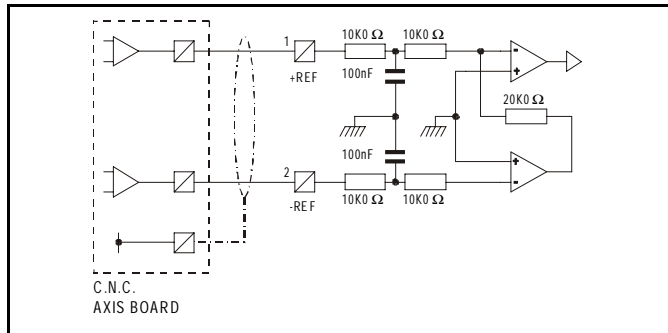 10K0 Ω 10K0 Ω
1
+REF
100nF
- +
20K0 Ω
100nF
2
-REF
10K0 Ω 10K0 Ω
+ -
C.N.C.
AXIS BOARD